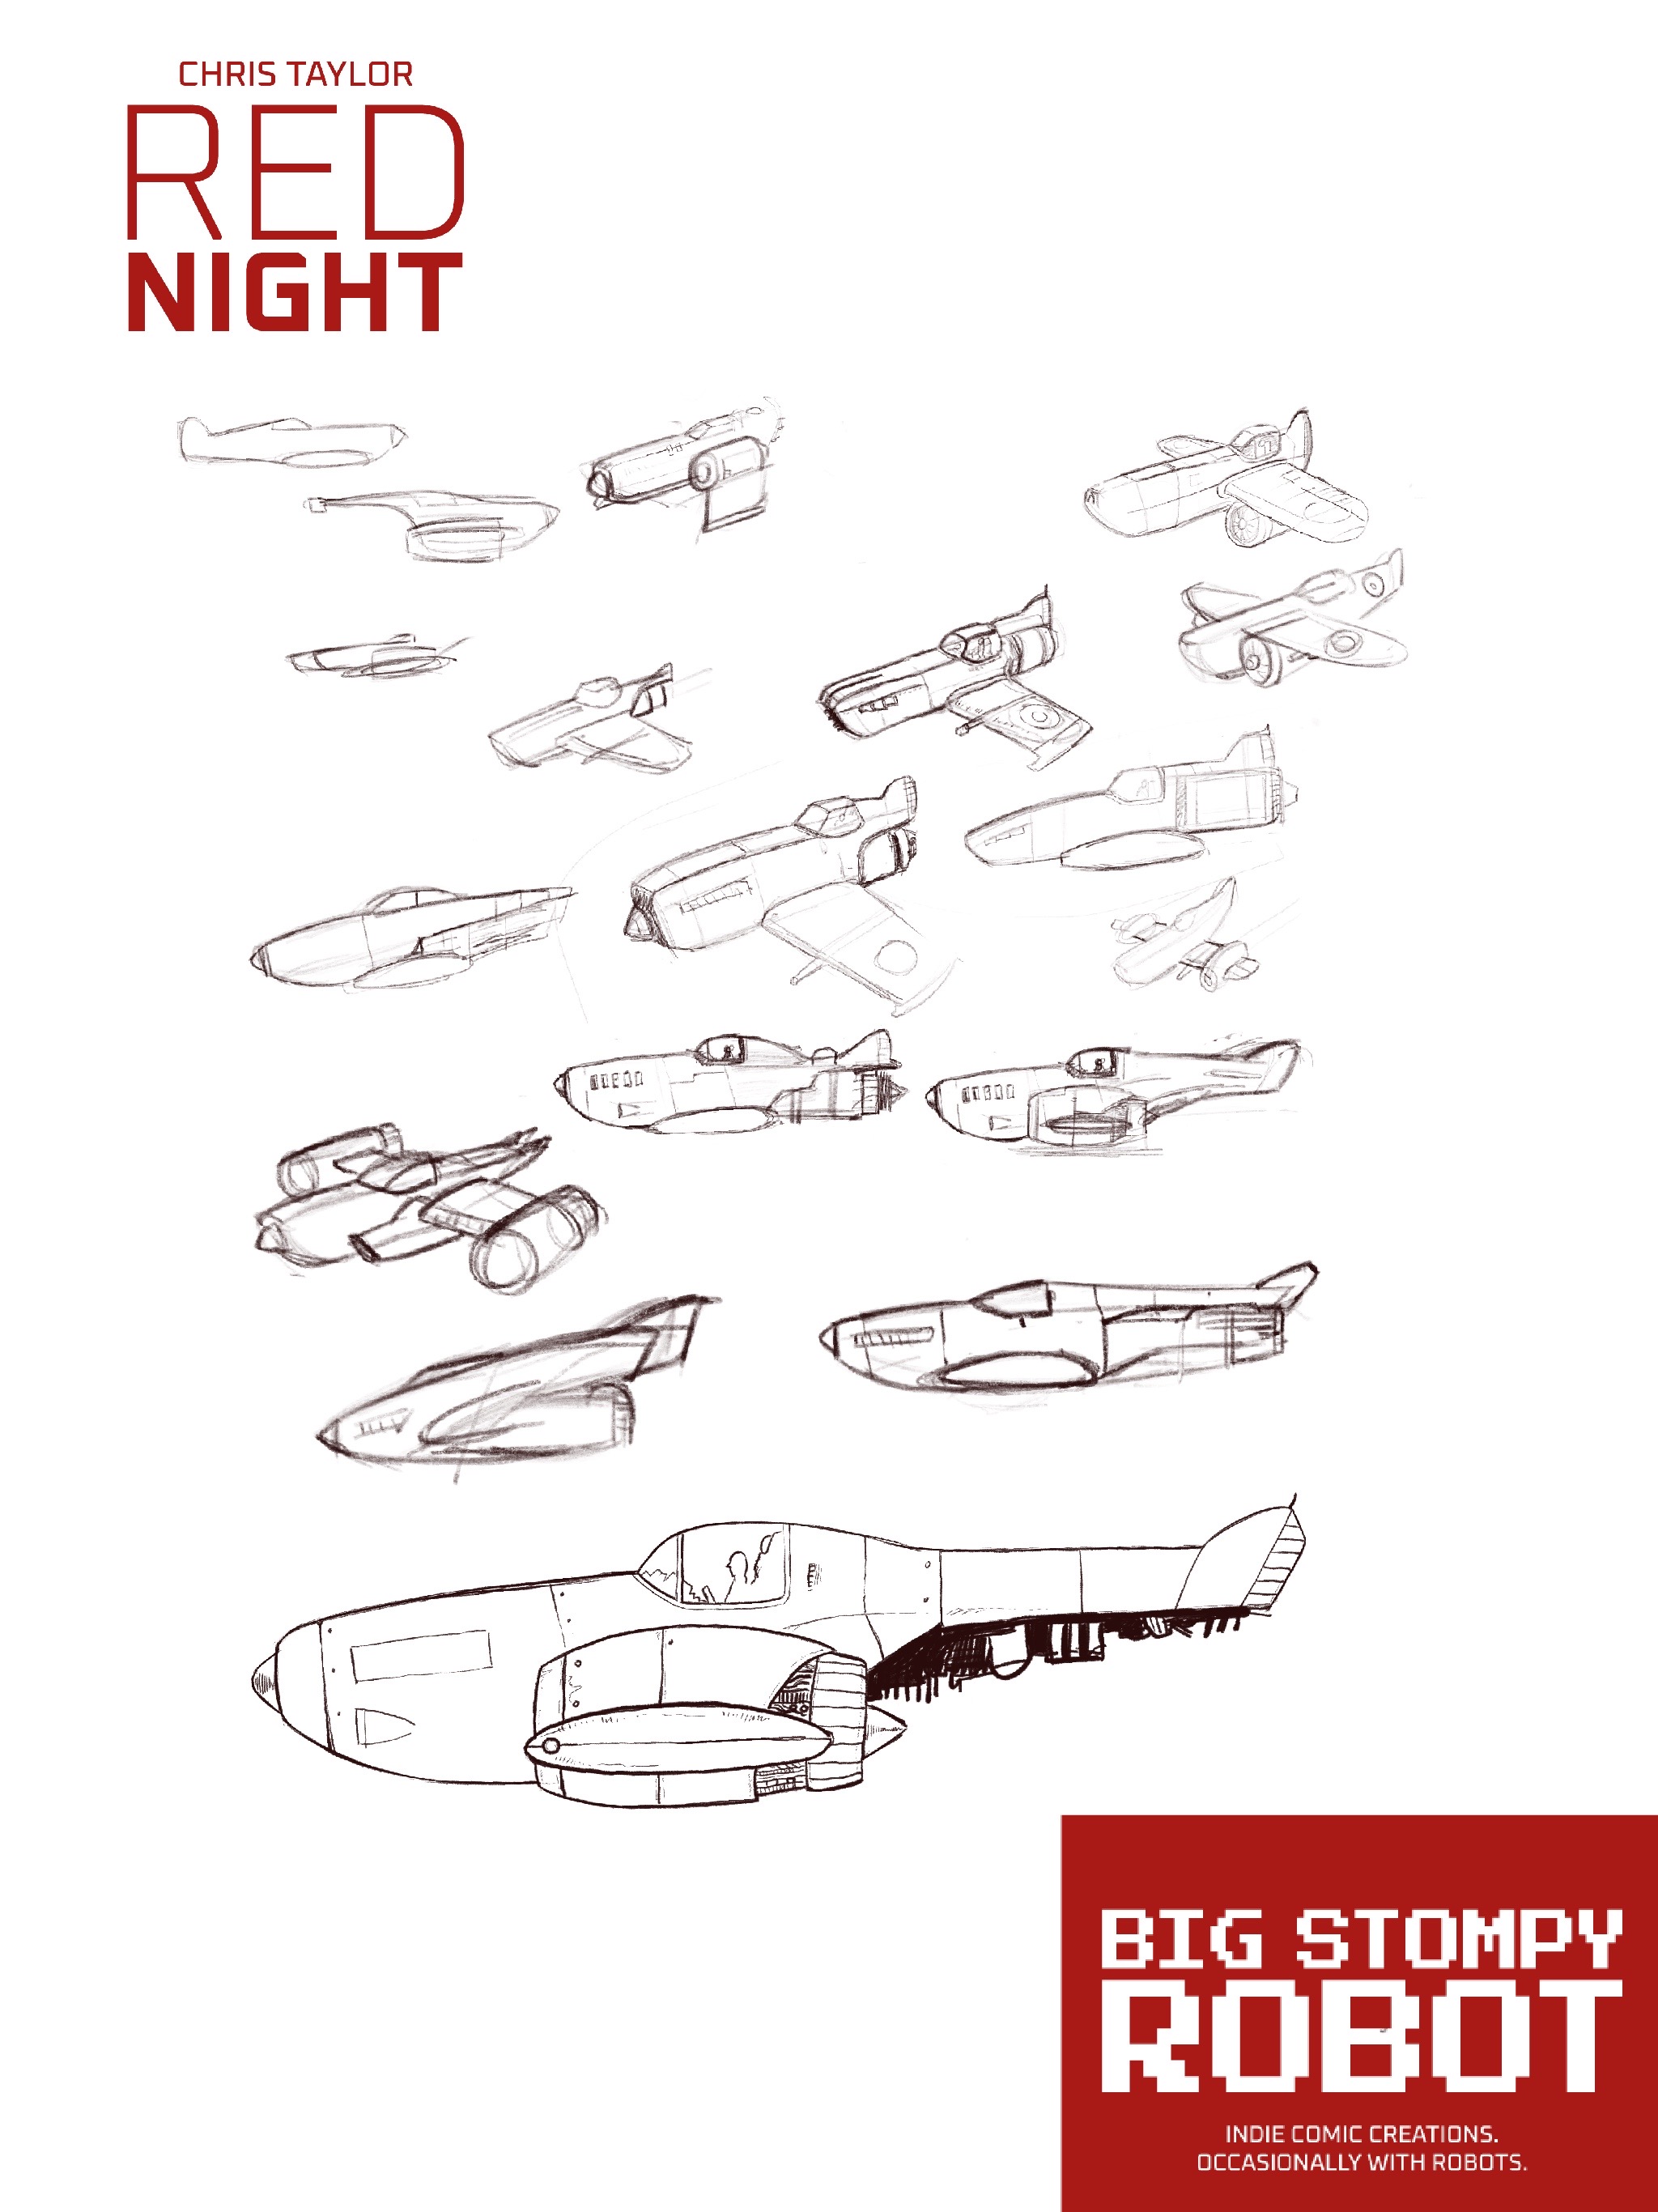 CHRIS TAYLOR
RED
NIGHT
BIG STOMPY
ROBOT
INDIE COMIC CREATIONS.
OCCASIONALLY WITH ROBOTS.